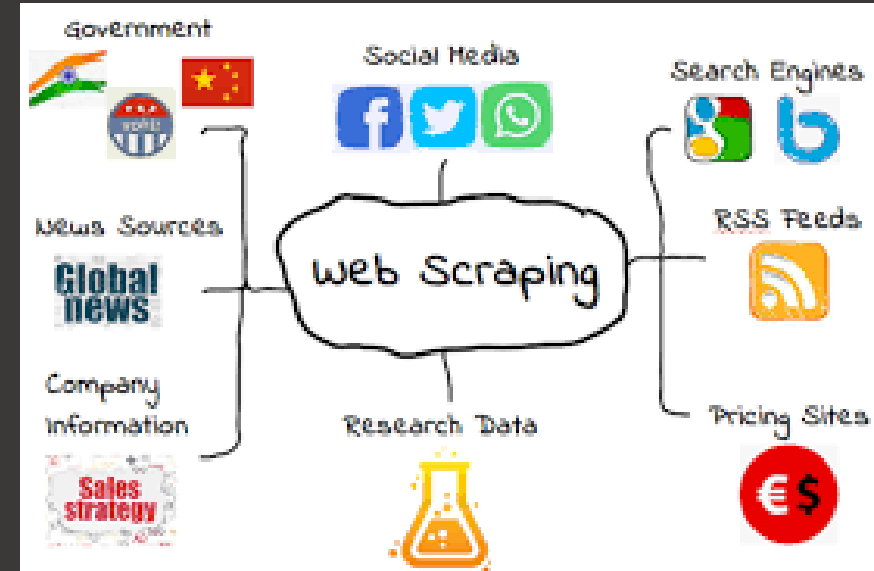 Government
VOTE
Social Media
Search Engines
News Sources
Global
news
Web Scraping
RSS Feeds
Company
Information
Sales
strategy
Research Data
Pricing Sites
€$